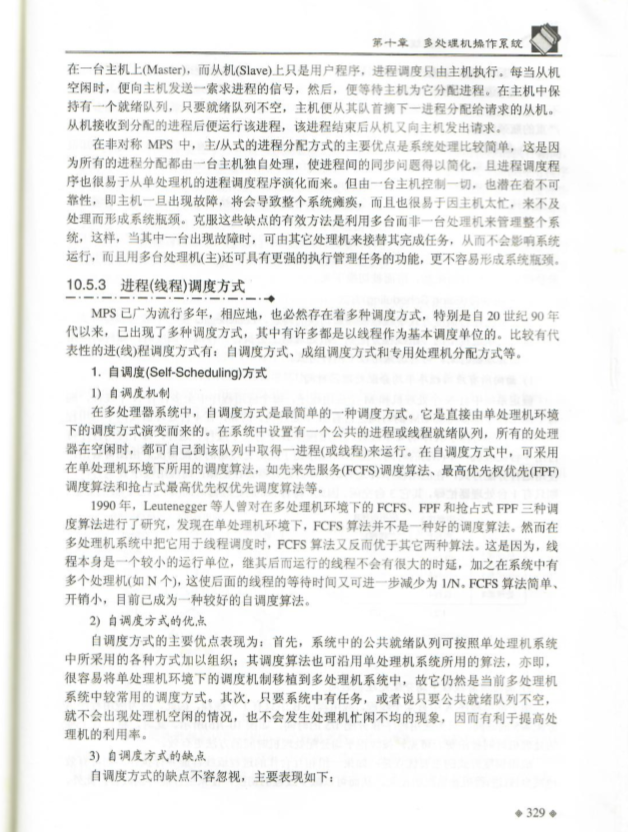 第十章 多处理机操作系统
在一台主机上(Master)，而从机(Slave)上只是用户程序，进程调度只由主机执行。每当从机
空闲时，便向主机发送一索求进程的信号，然后，便等待主机为它分配进程。在主机中保
持有一个就绪队列，只要就绪队列不空，主机便从其队首摘下一进程分配给请求的从机。
从机接收到分配的进程后便运行该进程，该进程结束后从机又向主机发出请求。
在非对称 MPS 中，主/从式的进程分配方式的主要优点是系统处理比较简单，这是因
为所有的进程分配都由一台主机独自处理，使进程间的同步问题得以简化，且进程调度程
序也很易于从单处理机的进程调度程序演化而来。但由一台主机控制一切，也潜在着不可
靠性，即主机一旦出现故障，将会导致整个系统瘫痪，而且也很易于因主机太忙，来不及
处理而形成系统瓶颈。克服这些缺点的有效方法是利用多台而非一台处理机来管理整个系
统，这样，当其中一台出现故障时，可由其它处理机来接替其完成任务，从而不会影响系统
运行，而且用多台处理机(主)还可具有更强的执行管理任务的功能，更不容易形成系统瓶颈。
10.5.3 进程(线程)调度方式
MPS 已广为流行多年，相应地，也必然存在着多种调度方式，特别是自 20 世纪 90 年
代以来，已出现了多种调度方式，其中有许多都是以线程作为基本调度单位的。比较有代
表性的进(线)程调度方式有：自调度方式、成组调度方式和专用处理机分配方式等。
1. 自调度(Self-Scheduling)方式
1) 自调度机制
在多处理器系统中，自调度方式是最简单的一种调度方式。它是直接由单处理机环境
下的调度方式演变而来的。在系统中设置有一个公共的进程或线程就绪队列，所有的处理
器在空闲时，都可自己到该队列中取得一进程(或线程)来运行。在自调度方式中，可采用
在单处理机环境下所用的调度算法，如先来先服务(FCFS)调度算法、最高优先权优先(FPF)
调度算法和抢占式最高优先权优先调度算法等。
1990 年，Leutenegger 等人曾对在多处理机环境下的 FCFS、FPF 和抢占式 FPF 三种调
度算法进行了研究，发现在单处理机环境下，FCFS 算法并不是一种好的调度算法。然而在
多处理机系统中把它用于线程调度时，FCFS 算法又反而优于其它两种算法。这是因为，线
程本身是一个较小的运行单位，继其后而运行的线程不会有很大的时延，加之在系统中有
多个处理机(如 N 个)，这使后面的线程的等待时间又可进一步减少为 1/N。FCFS 算法简单、
开销小，目前已成为一种较好的自调度算法。
2) 自调度方式的优点
自调度方式的主要优点表现为：首先，系统中的公共就绪队列可按照单处理机系统
中所采用的各种方式加以组织；其调度算法也可沿用单处理机系统所用的算法，亦即，
很容易将单处理机环境下的调度机制移植到多处理机系统中，故它仍然是当前多处理机
系统中较常用的调度方式。其次，只要系统中有任务，或者说只要公共就绪队列不空，
就不会出现处理机空闲的情况，也不会发生处理机忙闲不均的现象，因而有利于提高处
理机的利用率。
3) 自调度方式的缺点
自调度方式的缺点不容忽视，主要表现如下：
◆329◆